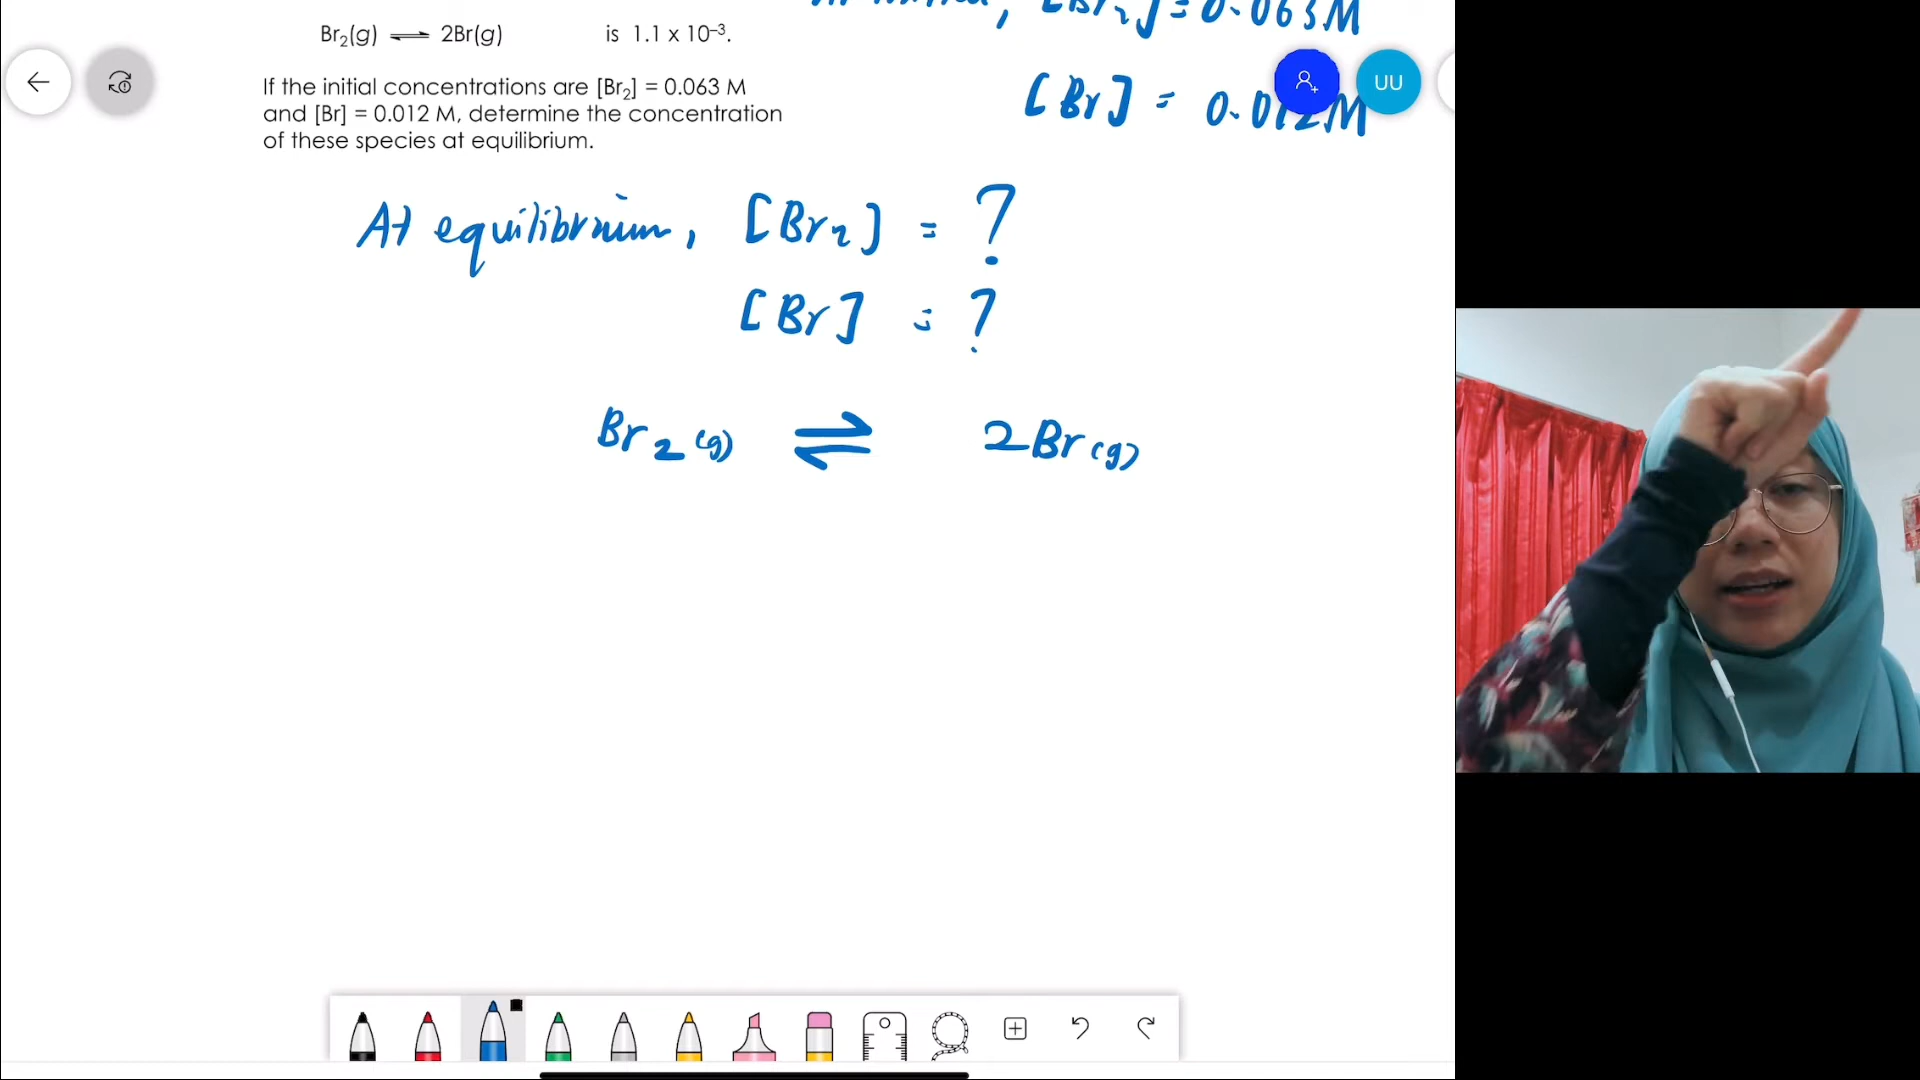 [Br₂] = 0.063 M
Br₂(g) ⇌ 2Br(g) is 1.1 x 10⁻³.
If the initial concentrations are [Br₂] = 0.063 M
and [Br] = 0.012 M, determine the concentration
of these species at equilibrium.
[Br] = 0.012M
UU
At equilibrium, [Br₂] = ?
[Br] = ?
Br₂(g) ⇌ 2Br(g)